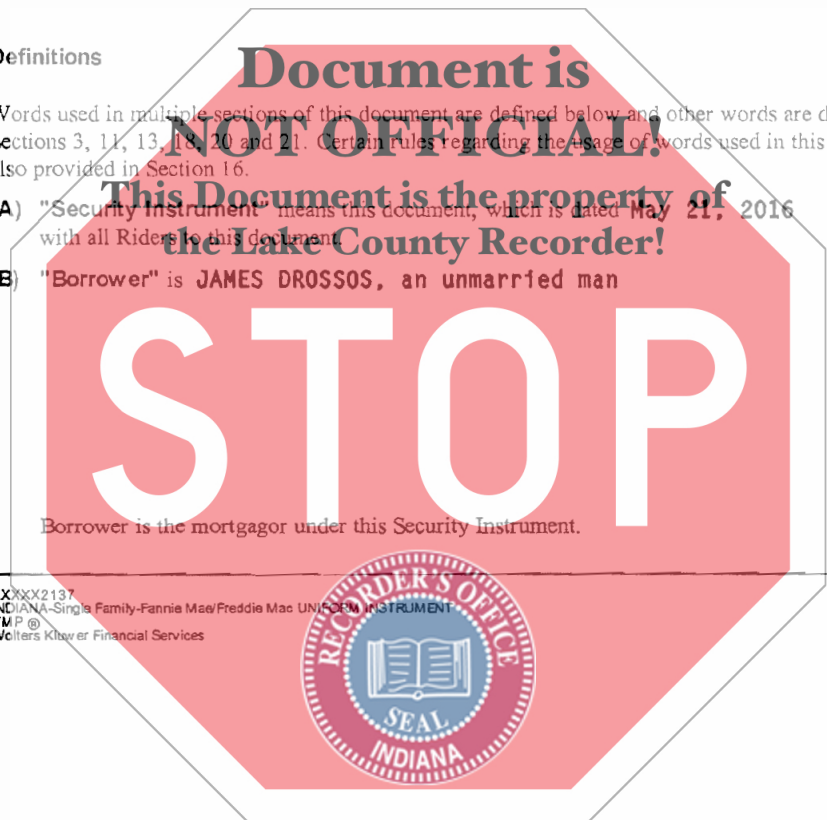 Definitions
Words used in multiple sections of this document are defined below and other words are d
ections 3, 11, 13, 18, 20 and 21. Certain rules regarding the usage of words used in this
lso provided in Section 16.
A) "Security Instrument" means this document, which is dated May 21, 2016
with all Riders to this document.
B) "Borrower" is JAMES DROSSOS, an unmarried man
Document is
NOT OFFICIAL!
This Document is the property of
the Lake County Recorder!
STOP
Borrower is the mortgagor under this Security Instrument.
XXXX2137
NDIANA-Single Family-Fannie Mae/Freddie Mac UNIFORM INSTRUMENT
MP ®
Wolters Kluwer Financial Services
RECORDER'S OFFICE
SEAL
INDIANA